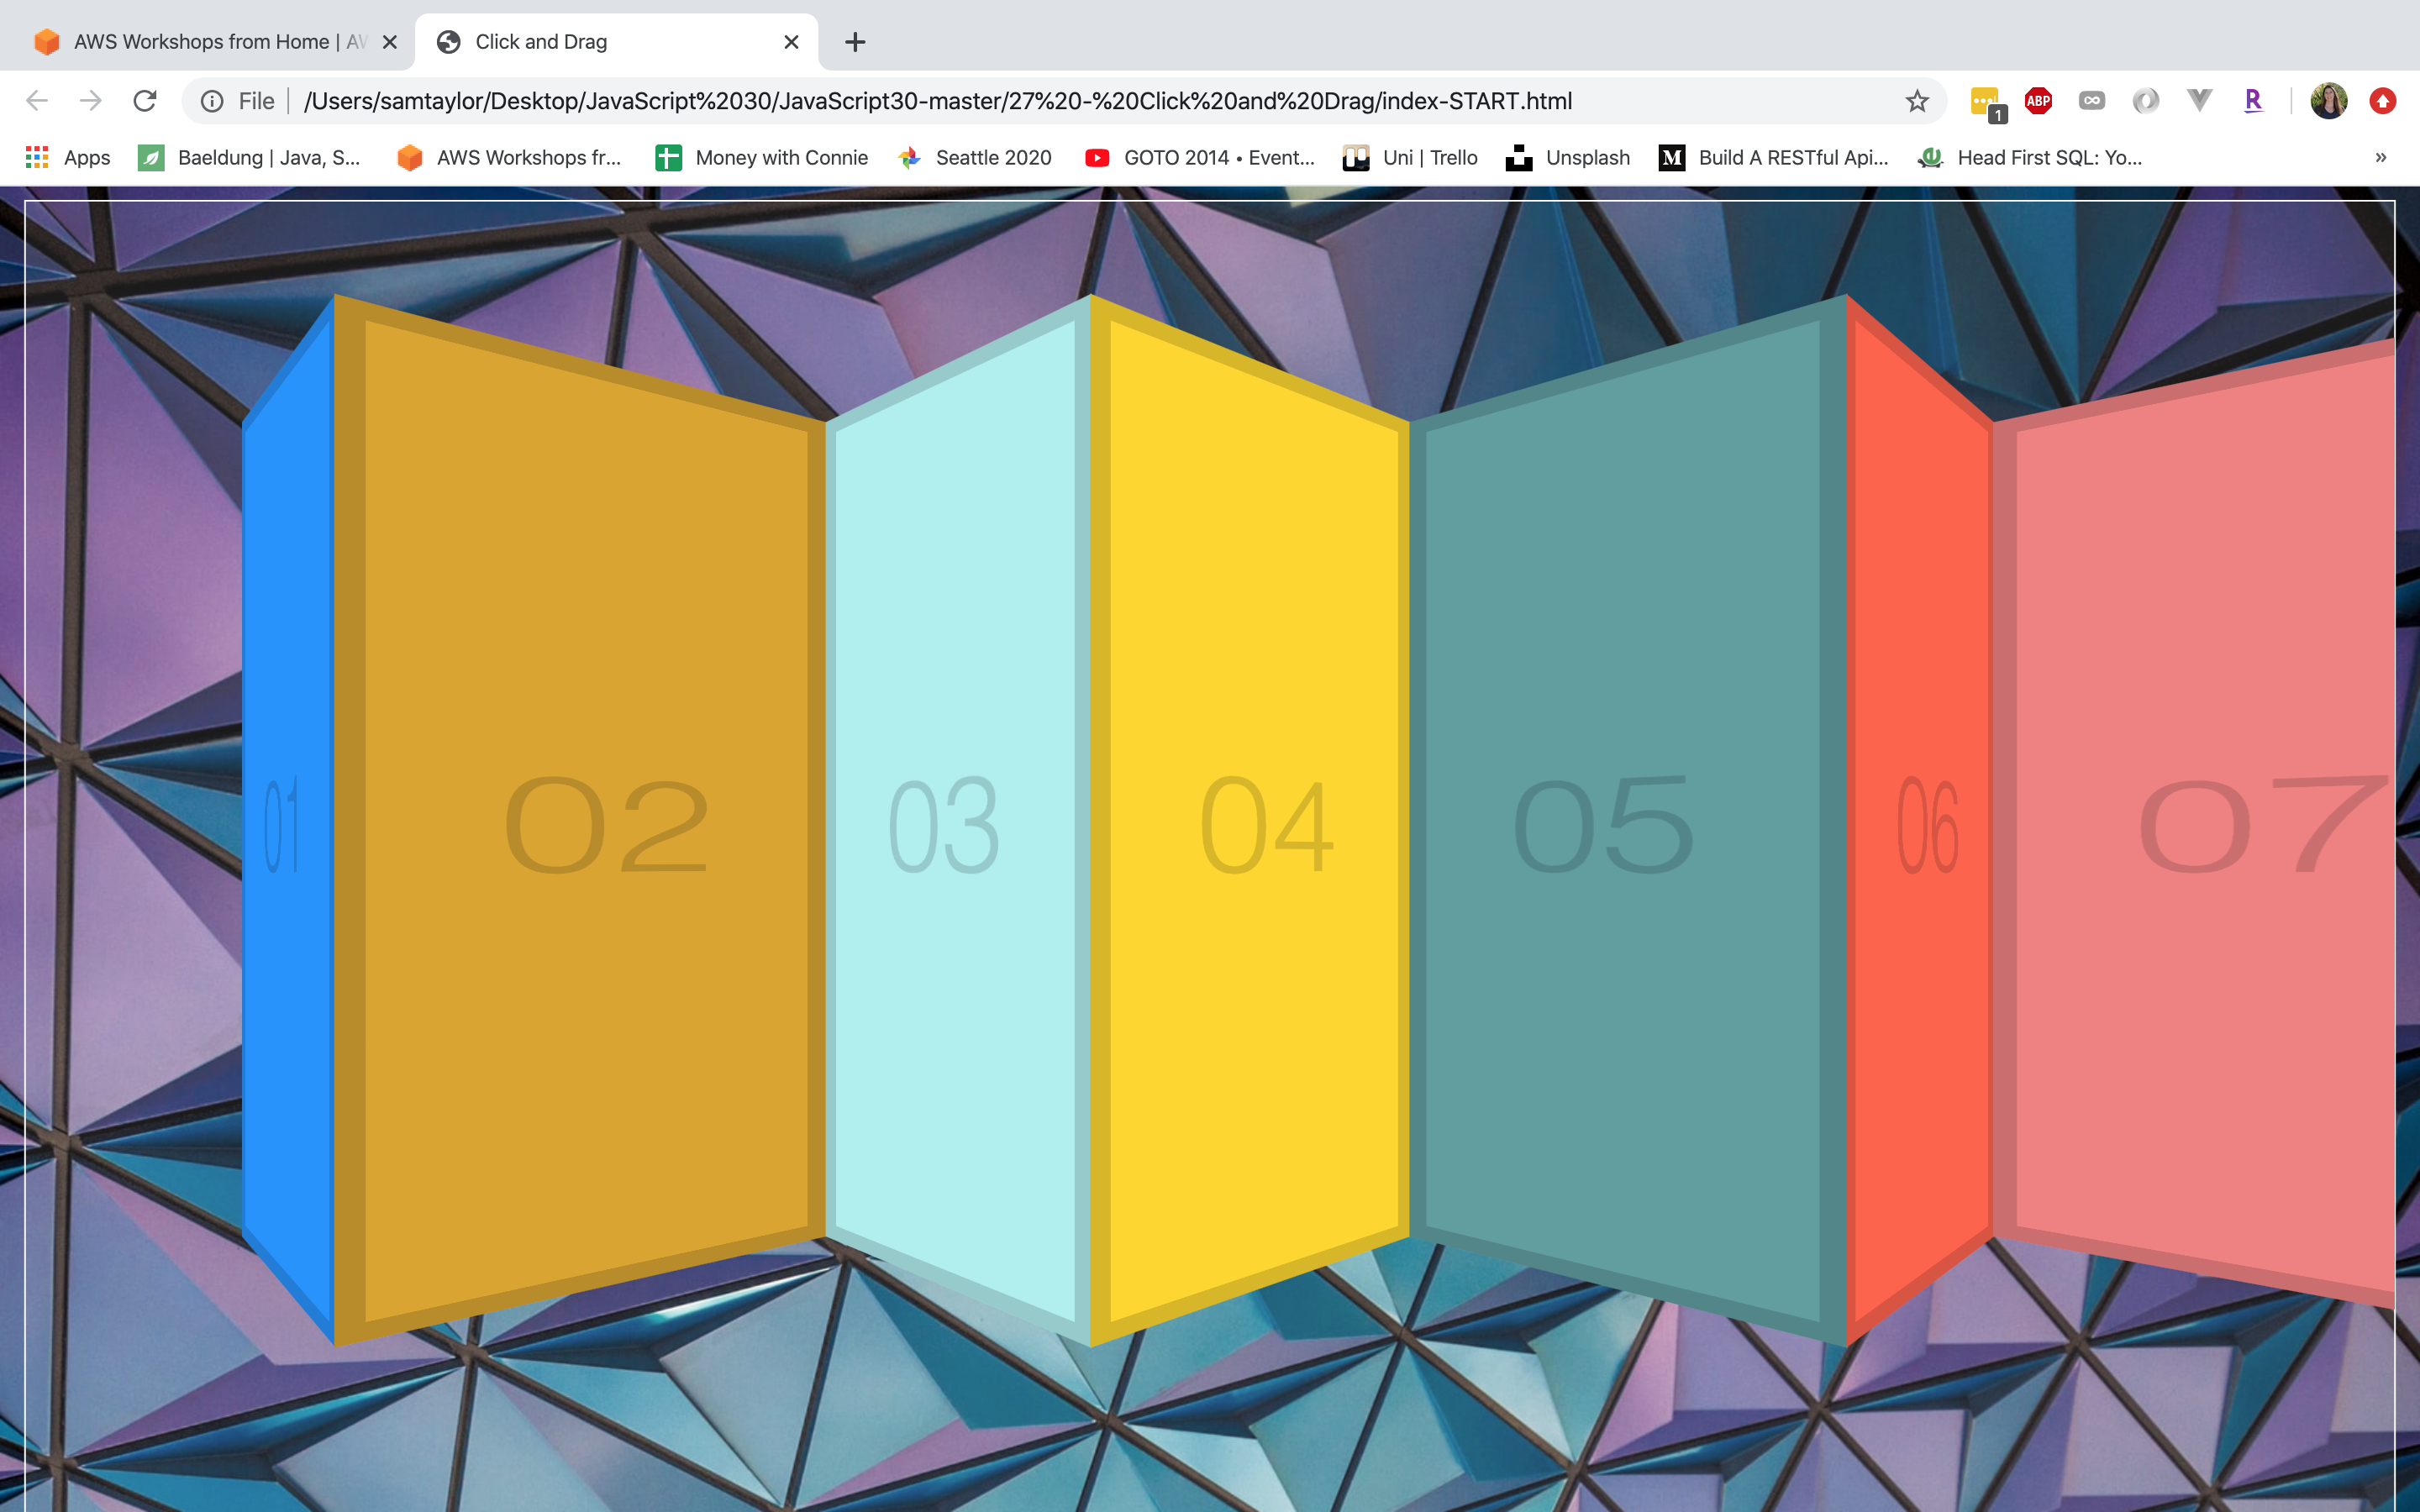 AWS Workshops from Home | AW
Click and Drag
File /Users/samtaylor/Desktop/JavaScript%2030/JavaScript30-master/27%20-%20Click%20and%20Drag/index-START.html
1 ABP R
Apps Baeldung | Java, S... AWS Workshops fr... Money with Connie Seattle 2020 GOTO 2014 • Event... Uni | Trello Unsplash M Build A RESTful Api... Head First SQL: Yo... »
01 02 03 04 05 06 07